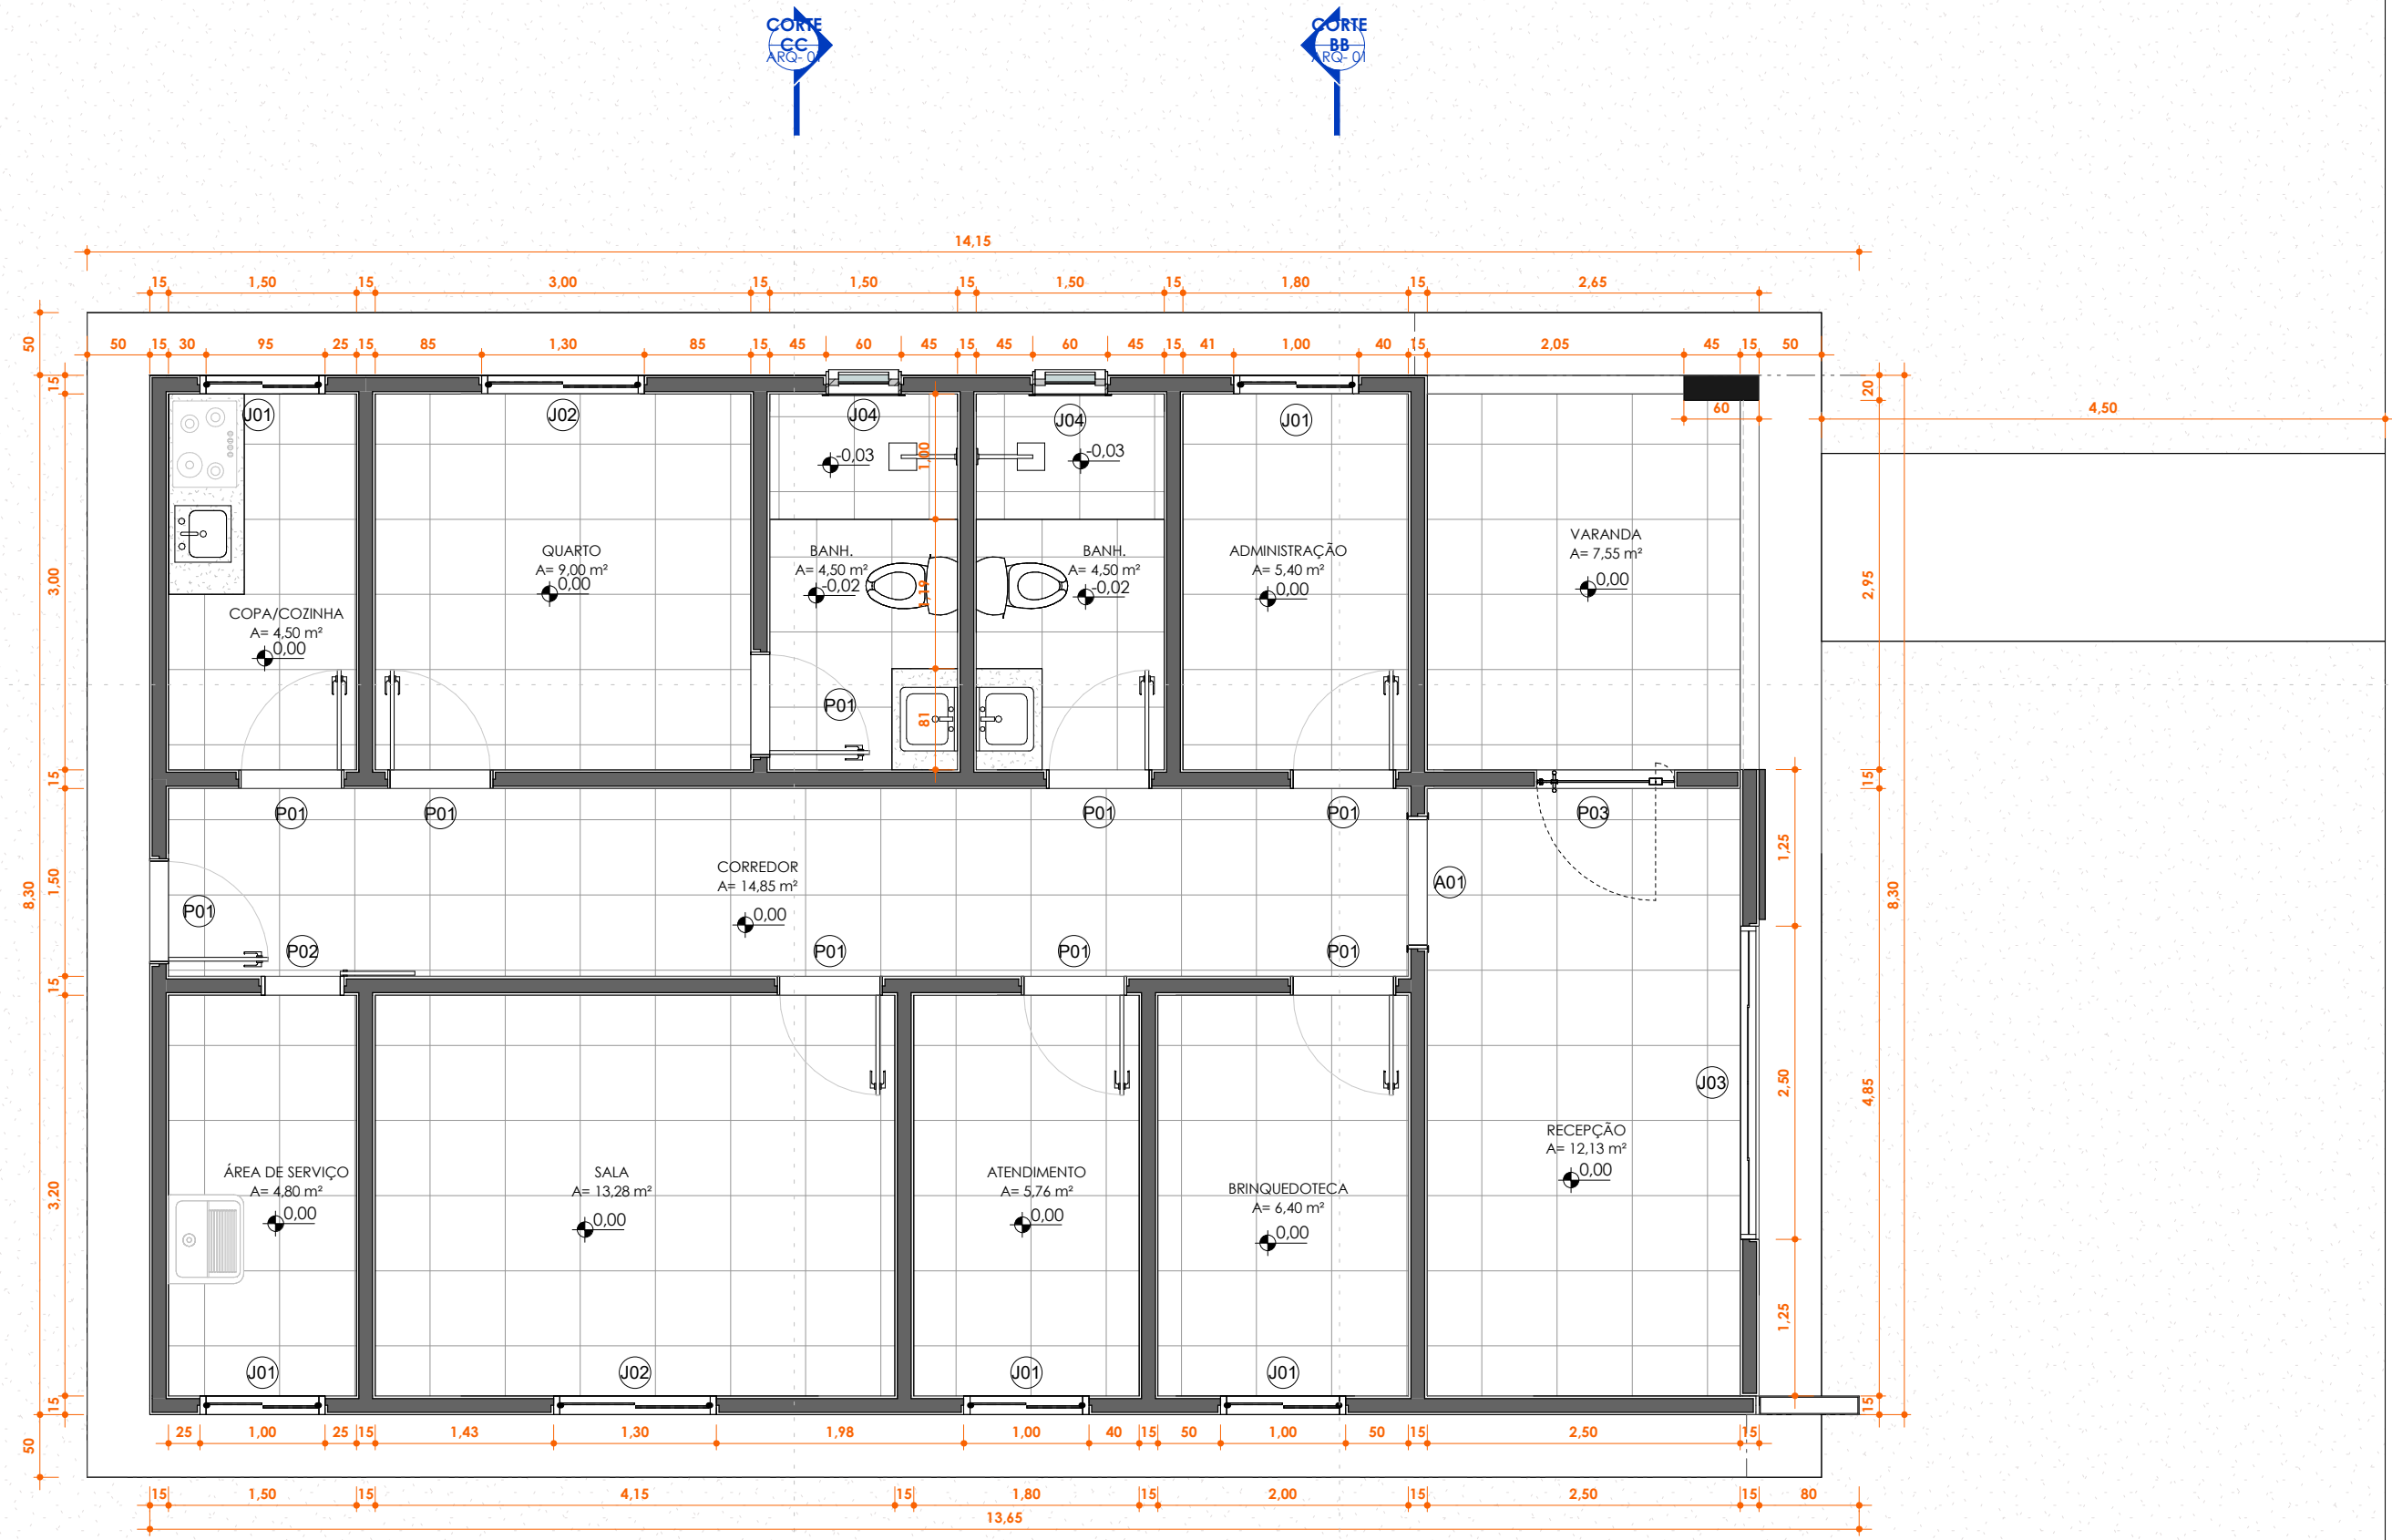 CORTE
CC
ARQ- 01
CORTE
BB
ARQ- 01
14,15
15 1,50 15 3,00 15 1,50 15 1,50 15 1,80 15 2,65
50 15 30 95 25 15 85 1,30 85 15 45 60 45 15 45 60 45 15 41 1,00 40 15 2,05 45 15 50
50
15
3,00
15
1,50
15
3,20
15
50
8,30
20
60
4,50
2,95
15
8,30
4,85
15
1,25
2,50
1,25
J01
J02
J04
J04
J01
-0,03
1,00
-0,03
COPA/COZINHA
A= 4,50 m²
0,00
QUARTO
A= 9,00 m²
0,00
BANH.
A= 4,50 m²
-0,02
1,19
BANH.
A= 4,50 m²
-0,02
ADMINISTRAÇÃO
A= 5,40 m²
0,00
VARANDA
A= 7,55 m²
0,00
P01
81
P01
P01
P01
P01
P03
CORREDOR
A= 14,85 m²
0,00
A01
P01
P02
P01
P01
P01
J03
ÁREA DE SERVIÇO
A= 4,80 m²
0,00
SALA
A= 13,28 m²
0,00
ATENDIMENTO
A= 5,76 m²
0,00
BRINQUEDOTECA
A= 6,40 m²
0,00
RECEPÇÃO
A= 12,13 m²
0,00
J01
J02
J01
J01
25 1,00 25 15 1,43 1,30 1,98 1,00 40 15 50 1,00 50 15 2,50 15
15 1,50 15 4,15 15 1,80 15 2,00 15 2,50 15 80
13,65